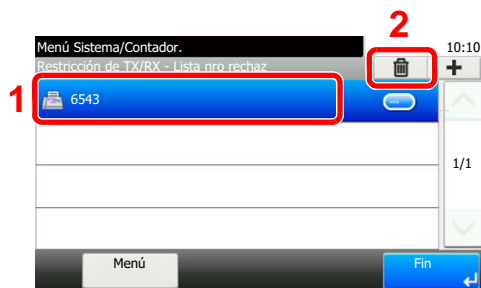 2
Menú Sistema/Contador.
10:10
Restricción de TX/RX - Lista nro rechaz
1
6543
1/1
Menú
Fin